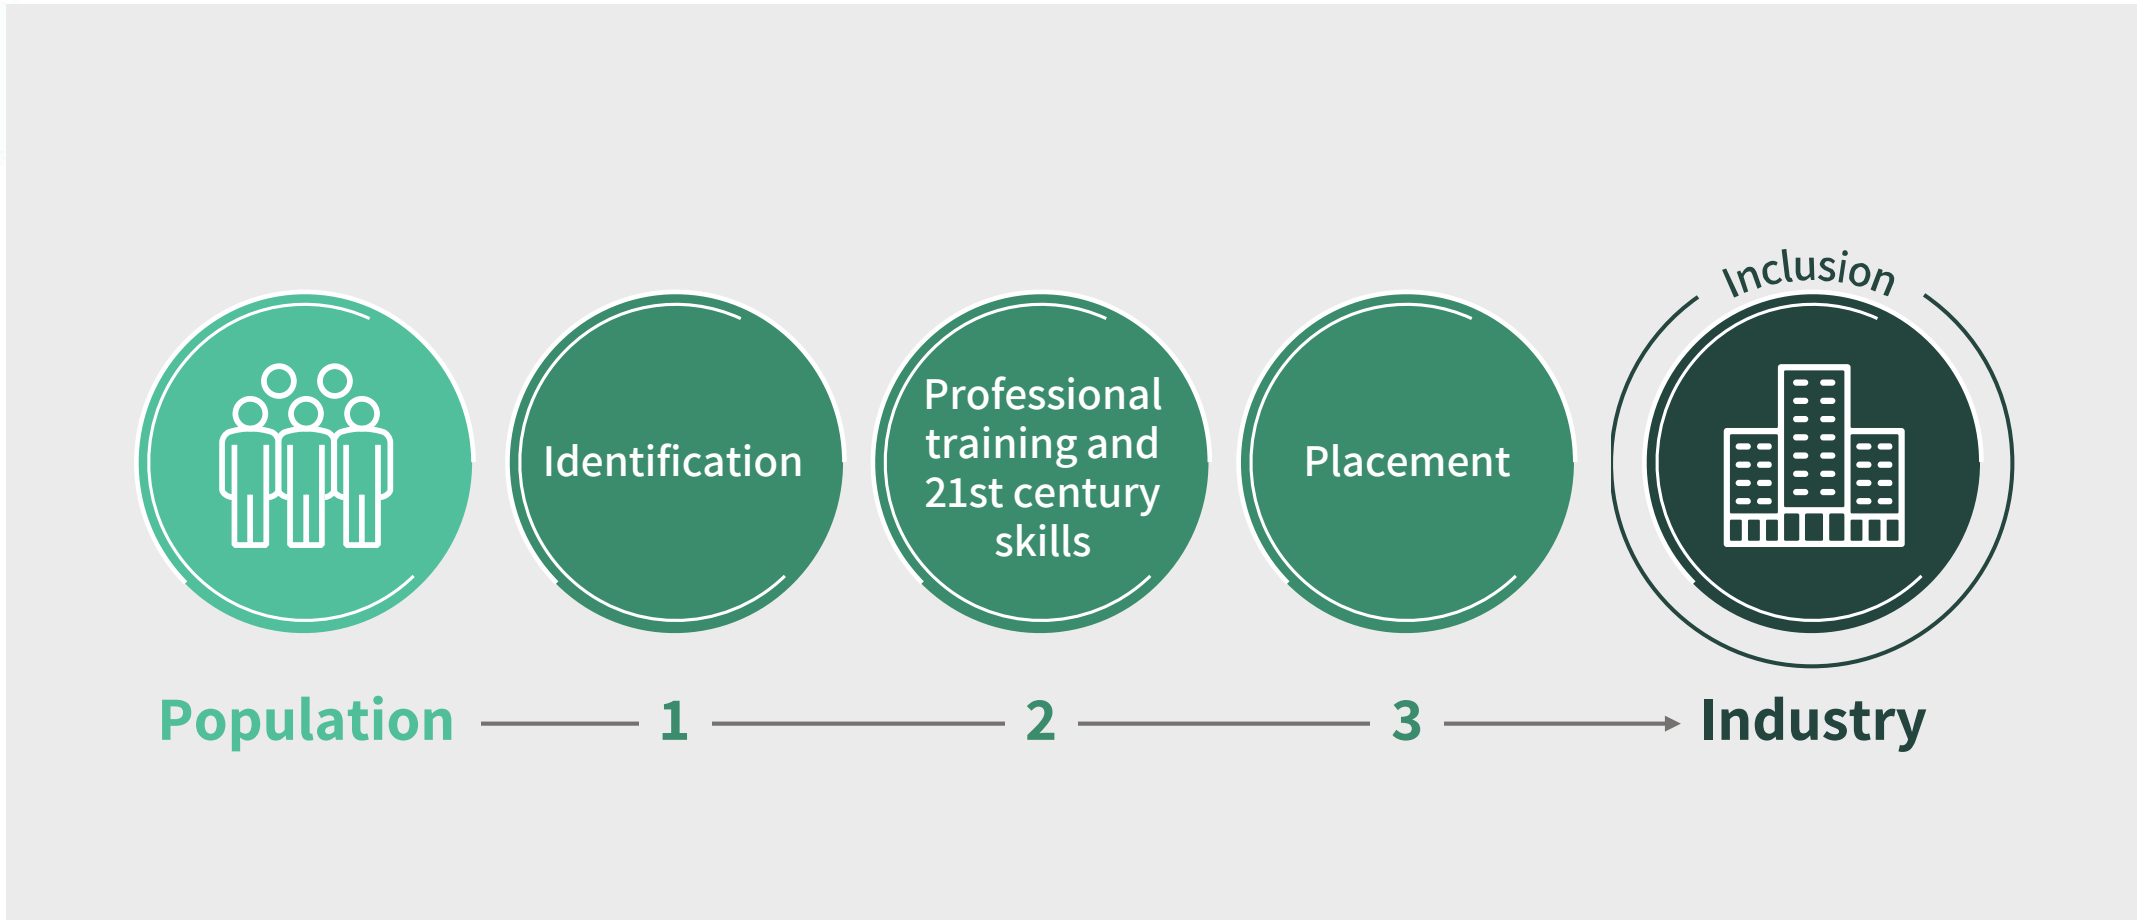 Inclusion
Identification
Professional
training and
21st century
skills
Placement
Population
1
2
3
Industry